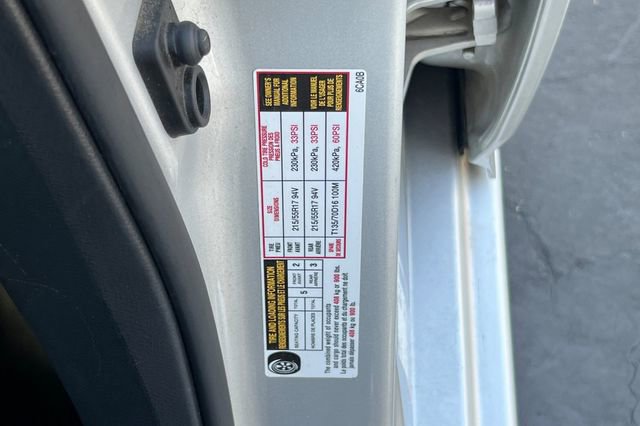 TIRE AND LOADING INFORMATION
RENSEIGNEMENTS SUR LES PNEUS ET LE CHARGEMENT
SEATING CAPACITY TOTAL 5 FRONT AVANT 2
NOMBRE DE PLACES TOTAL REAR ARRIÈRE 3
The combined weight of occupants
and cargo should never exceed 408 kg or 900 lbs.
Le poids total des occupants et du chargement ne doit
jamais dépasser 408 kg ou 900 lb.
TIRE PNEU
SIZE DIMENSIONS
COLD TIRE PRESSURE
PRESSION DES
PNEUS À FROID
FRONT AVANT 215/55R17 94V 230kPa, 33PSI
REAR ARRIÈRE 215/55R17 94V 230kPa, 33PSI
SPARE DE SECOURS T135/70D16 100M 420kPa, 60PSI
SEE OWNER'S
MANUAL FOR
ADDITIONAL
INFORMATION
VOIR LE MANUEL
DE L'USAGER
POUR PLUS DE
RENSEIGNEMENTS
6CA0B